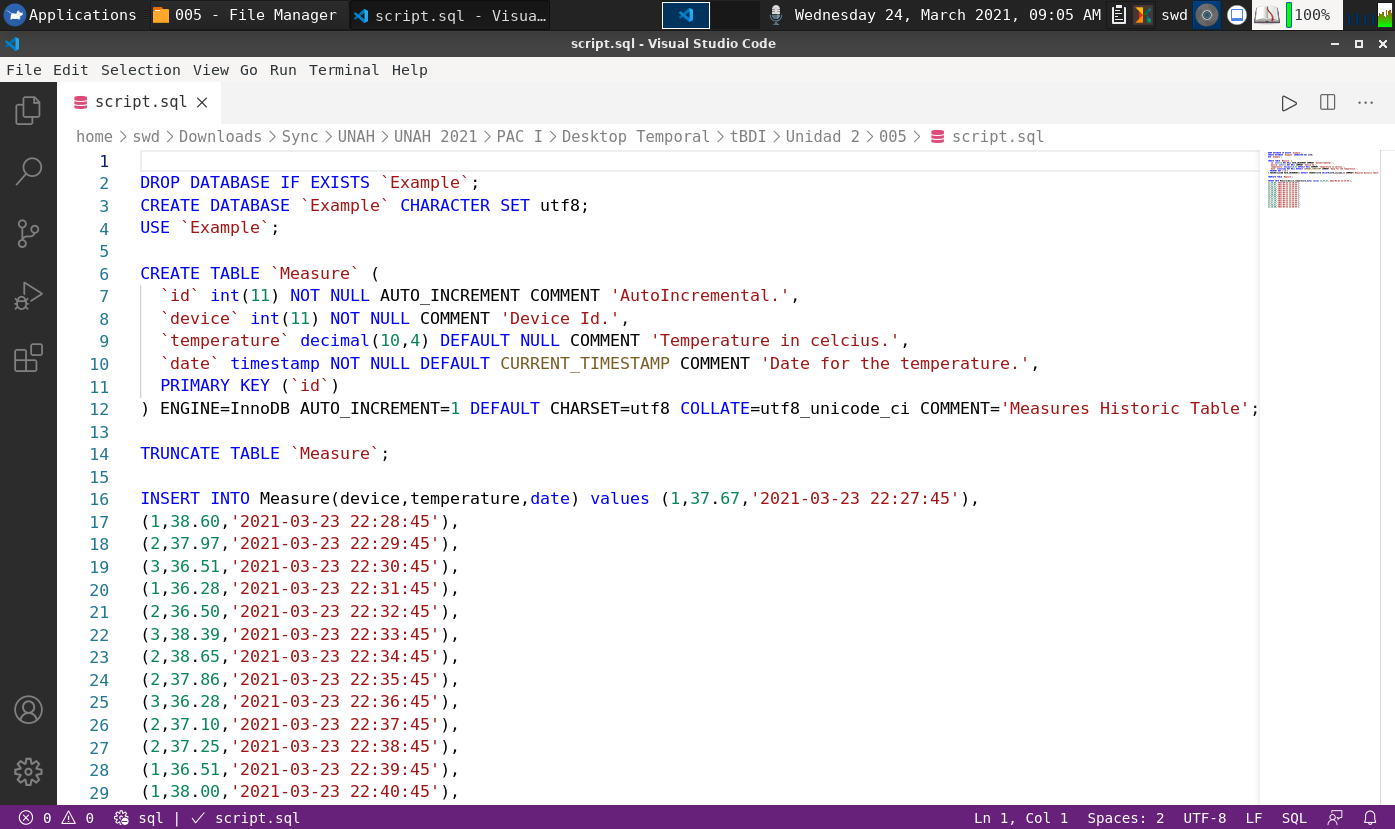 Applications 005 - File Manager script.sql - Visua... Wednesday 24, March 2021, 09:05 AM swd 100%
script.sql - Visual Studio Code
File Edit Selection View Go Run Terminal Help
script.sql
home > swd > Downloads > Sync > UNAH > UNAH 2021 > PAC I > Desktop Temporal > tBDI > Unidad 2 > 005 > script.sql
1
2 DROP DATABASE IF EXISTS `Example`;
3 CREATE DATABASE `Example` CHARACTER SET utf8;
4 USE `Example`;
5
6 CREATE TABLE `Measure` (
7 `id` int(11) NOT NULL AUTO_INCREMENT COMMENT 'AutoIncremental.',
8 `device` int(11) NOT NULL COMMENT 'Device Id.',
9 `temperature` decimal(10,4) DEFAULT NULL COMMENT 'Temperature in celcius.',
10 `date` timestamp NOT NULL DEFAULT CURRENT_TIMESTAMP COMMENT 'Date for the temperature.',
11 PRIMARY KEY (`id`)
12 ) ENGINE=InnoDB AUTO_INCREMENT=1 DEFAULT CHARSET=utf8 COLLATE=utf8_unicode_ci COMMENT='Measures Historic Table';
13
14 TRUNCATE TABLE `Measure`;
15
16 INSERT INTO Measure(device,temperature,date) values (1,37.67,'2021-03-23 22:27:45'),
17 (1,38.60,'2021-03-23 22:28:45'),
18 (2,37.97,'2021-03-23 22:29:45'),
19 (3,36.51,'2021-03-23 22:30:45'),
20 (1,36.28,'2021-03-23 22:31:45'),
21 (2,36.50,'2021-03-23 22:32:45'),
22 (3,38.39,'2021-03-23 22:33:45'),
23 (2,38.65,'2021-03-23 22:34:45'),
24 (2,37.86,'2021-03-23 22:35:45'),
25 (3,36.28,'2021-03-23 22:36:45'),
26 (2,37.10,'2021-03-23 22:37:45'),
27 (2,37.25,'2021-03-23 22:38:45'),
28 (1,36.51,'2021-03-23 22:39:45'),
29 (1,38.00,'2021-03-23 22:40:45'),
0 0 sql | script.sql Ln 1, Col 1 Spaces: 2 UTF-8 LF SQL